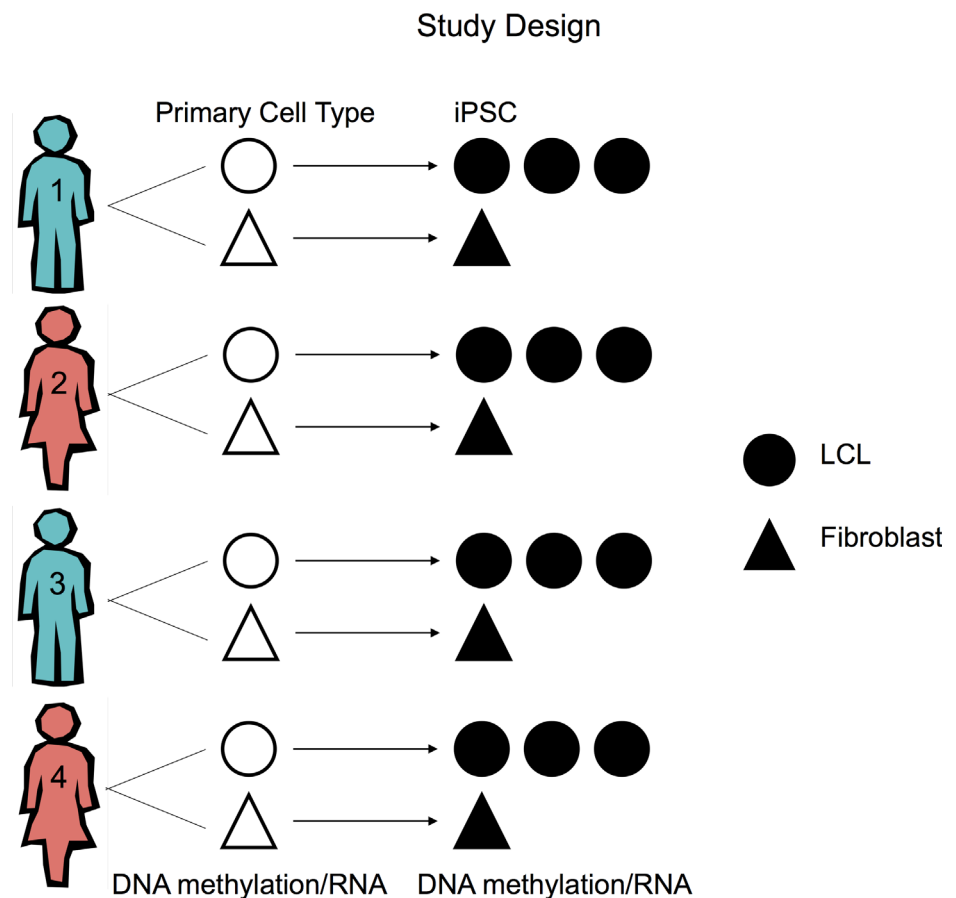 Study Design
Primary Cell Type
iPSC
1
2
LCL
Fibroblast
3
4
DNA methylation/RNA
DNA methylation/RNA